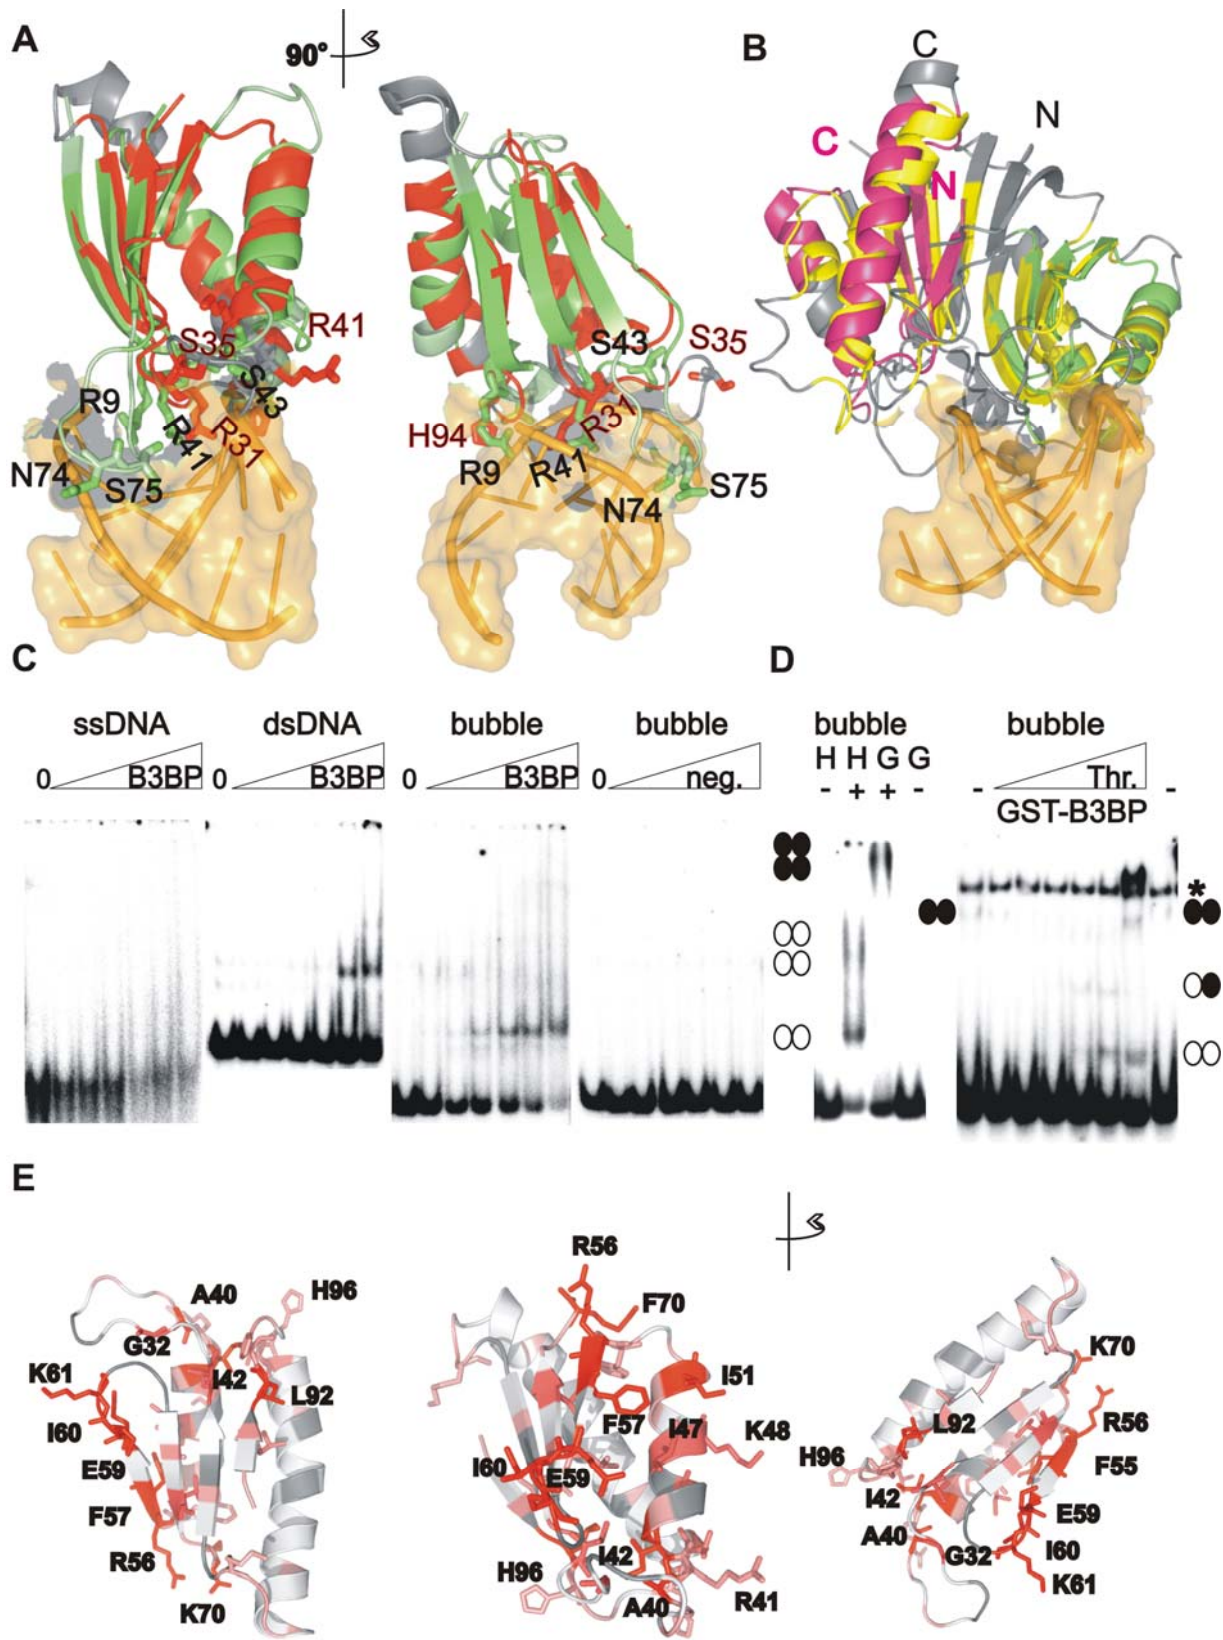 A
90°
B
C
N
C
N
R41
S35
S43
R9
R41
R31
N74
S75
S43
S35
H94
R31
R9
R41
N74
S75
C
D
ssDNA
dsDNA
bubble
bubble
0
B3BP
0
B3BP
0
B3BP
0
neg.
bubble
H H G G
- + + -
bubble
- Thr. -
GST-B3BP
*
E
A40
H96
G32
K61
I42
L92
I60
E59
F57
R56
K70
R56
F70
I51
F57
I47
K48
I60
E59
H96
I42
A40
R41
K70
L92
R56
H96
F55
I42
E59
A40
G32
I60
K61